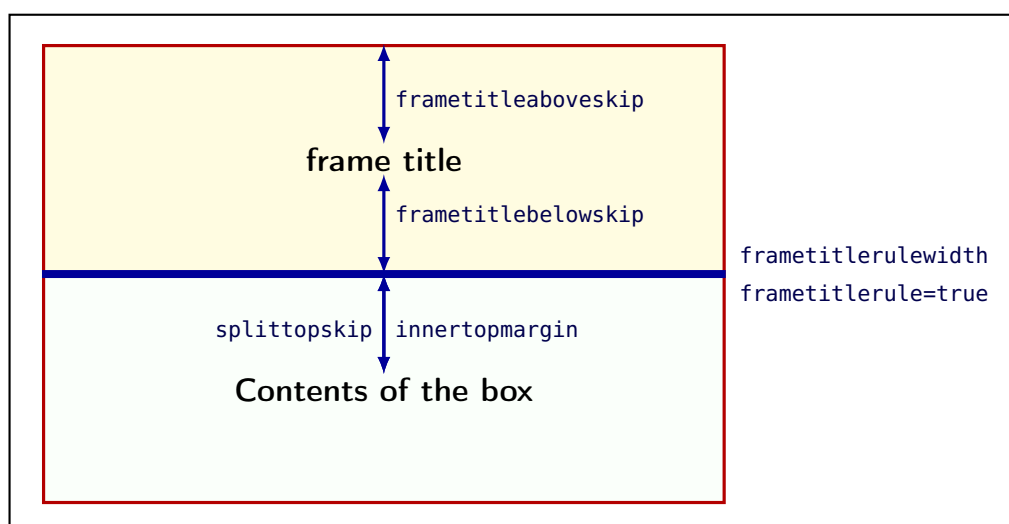 frametitleaboveskip
frame title
frametitlebelowskip
frametitlerulewidth
frametitlerule=true
splittopskip innertopmargin
Contents of the box